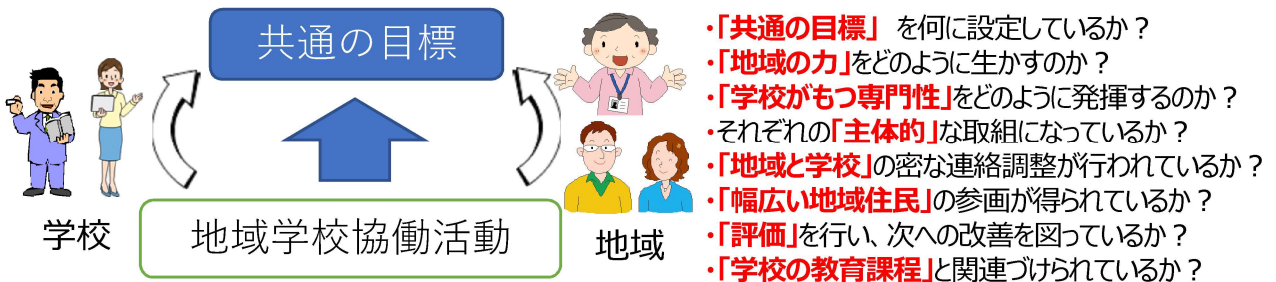 共通の目標
学校
地域学校協働活動
地域
・「共通の目標」 を何に設定しているか？
・「地域の力」をどのように生かすのか？
・「学校がもつ専門性」をどのように発揮するのか？
・それぞれの「主体的」な取組になっているか？
・「地域と学校」の密な連絡調整が行われているか？
・「幅広い地域住民」の参画が得られているか？
・「評価」を行い、次への改善を図っているか？
・「学校の教育課程」と関連づけられているか？